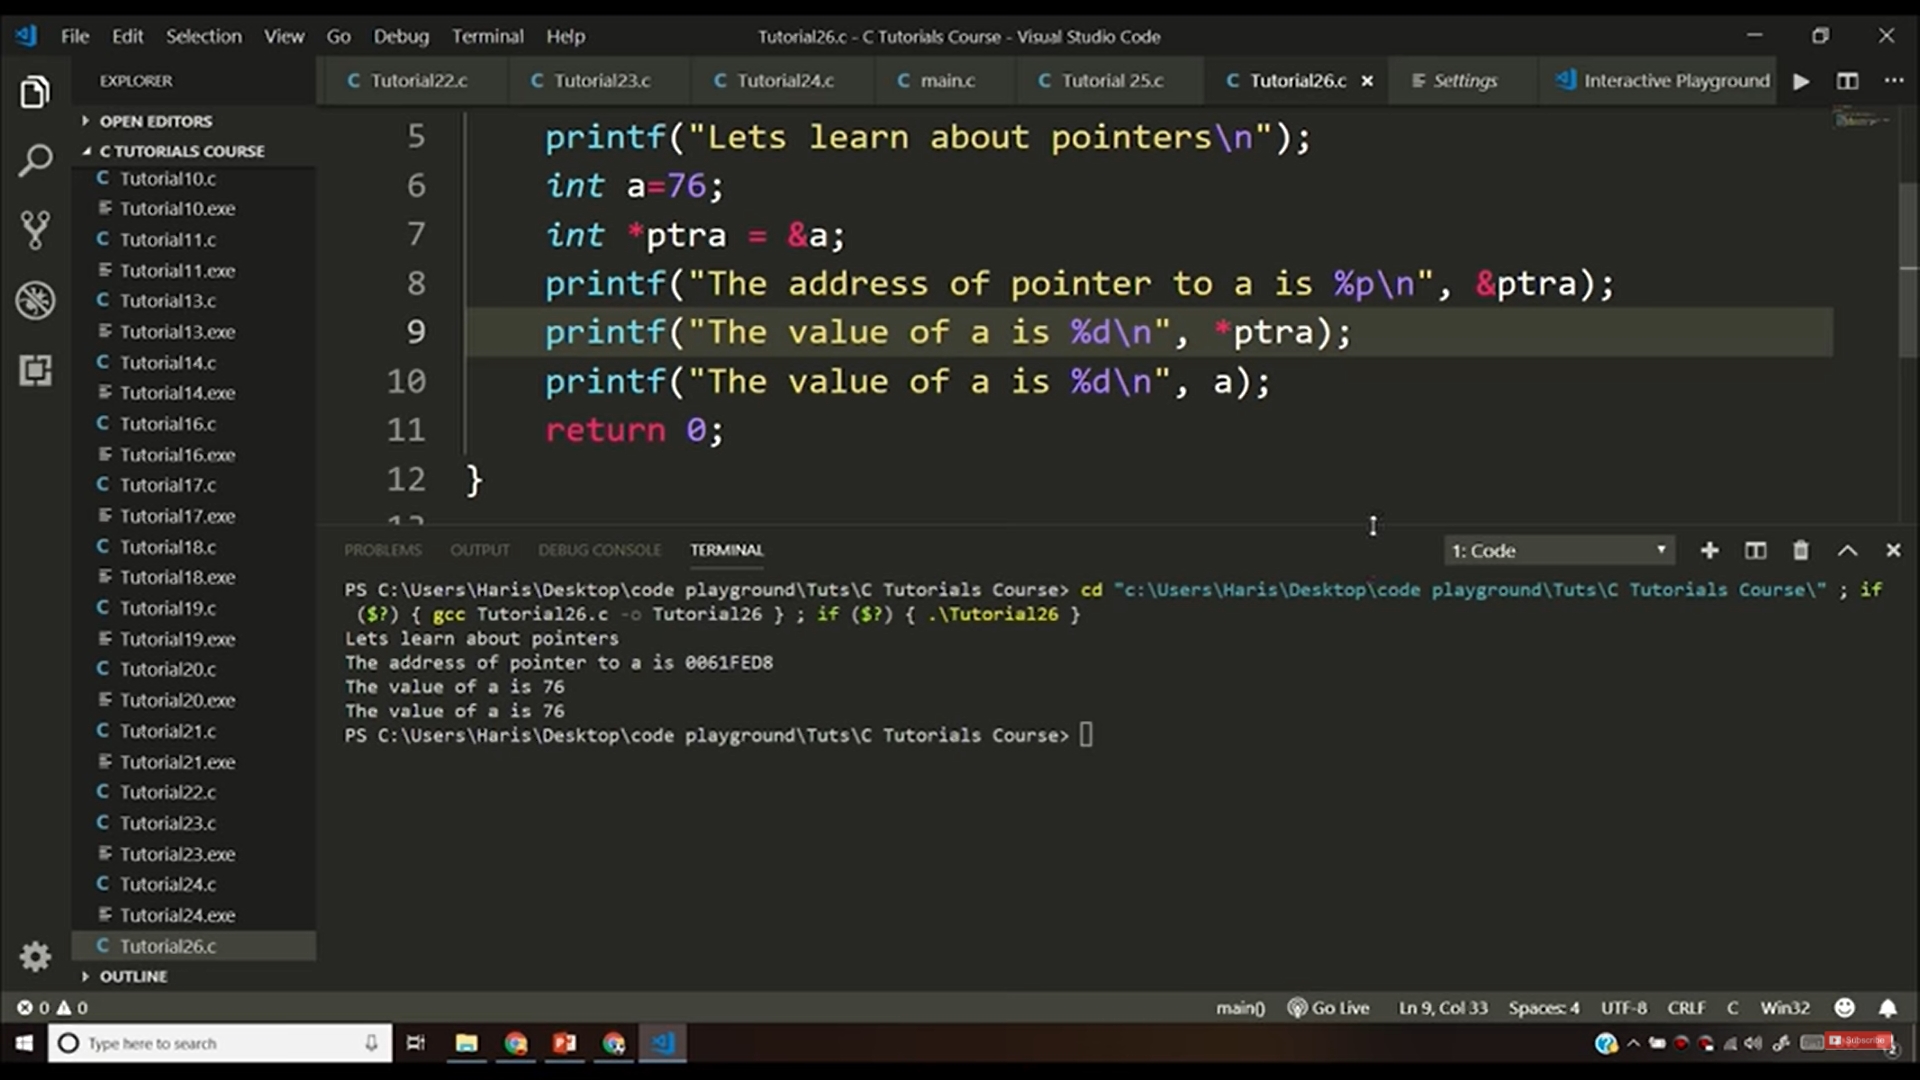 File Edit Selection View Go Debug Terminal Help
Tutorial26.c - C Tutorials Course - Visual Studio Code
EXPLORER
Tutorial22.c Tutorial23.c Tutorial24.c main.c Tutorial 25.c Tutorial26.c Settings Interactive Playground
OPEN EDITORS
C TUTORIALS COURSE
Tutorial10.c
Tutorial10.exe
Tutorial11.c
Tutorial11.exe
Tutorial13.c
Tutorial13.exe
Tutorial14.c
Tutorial14.exe
Tutorial16.c
Tutorial16.exe
Tutorial17.c
Tutorial17.exe
Tutorial18.c
Tutorial18.exe
Tutorial19.c
Tutorial19.exe
Tutorial20.c
Tutorial20.exe
Tutorial21.c
Tutorial21.exe
Tutorial22.c
Tutorial23.c
Tutorial23.exe
Tutorial24.c
Tutorial24.exe
Tutorial26.c
OUTLINE
5 printf("Lets learn about pointers\n");
6 int a=76;
7 int *ptra = &a;
8 printf("The address of pointer to a is %p\n", &ptra);
9 printf("The value of a is %d\n", *ptra);
10 printf("The value of a is %d\n", a);
11 return 0;
12 }
PROBLEMS OUTPUT DEBUG CONSOLE TERMINAL
1: Code
PS C:\Users\Haris\Desktop\code playground\Tuts\C Tutorials Course> cd "c:\Users\Haris\Desktop\code playground\Tuts\C Tutorials Course\" ; if
($?) { gcc Tutorial26.c -o Tutorial26 } ; if ($?) { .\Tutorial26 }
Lets learn about pointers
The address of pointer to a is 0061FED8
The value of a is 76
The value of a is 76
PS C:\Users\Haris\Desktop\code playground\Tuts\C Tutorials Course>
0 0
main() Go Live Ln 9, Col 33 Spaces: 4 UTF-8 CRLF C Win32
Type here to search
Subscribe